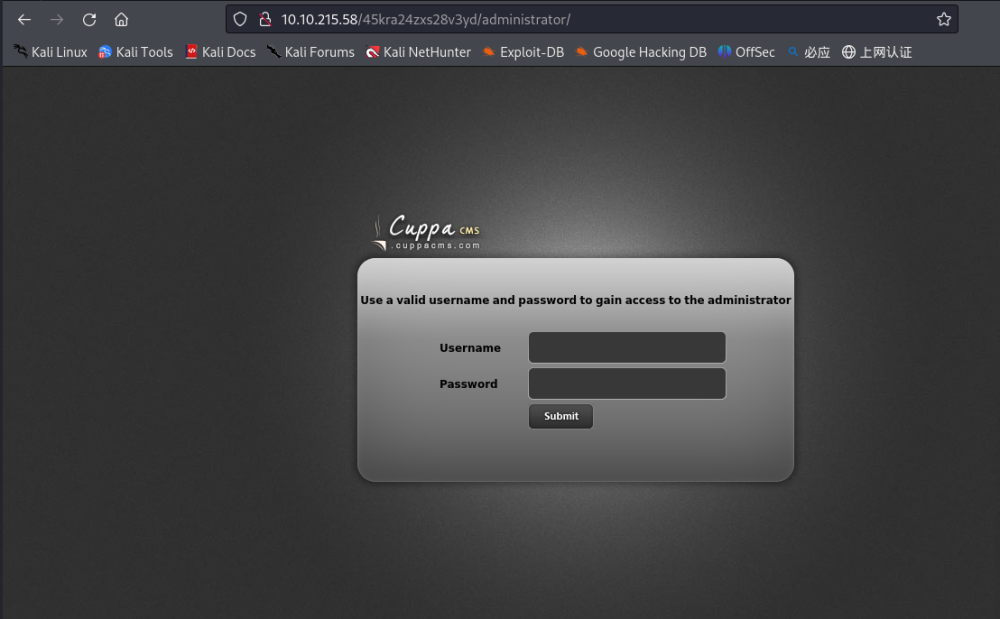 10.10.215.58/45kra24zxs28v3yd/administrator/
Kali Linux Kali Tools Kali Docs Kali Forums Kali NetHunter Exploit-DB Google Hacking DB OffSec 必应 上网认证
Cuppa CMS
.cuppacms.com
Use a valid username and password to gain access to the administrator
Username
Password
Submit